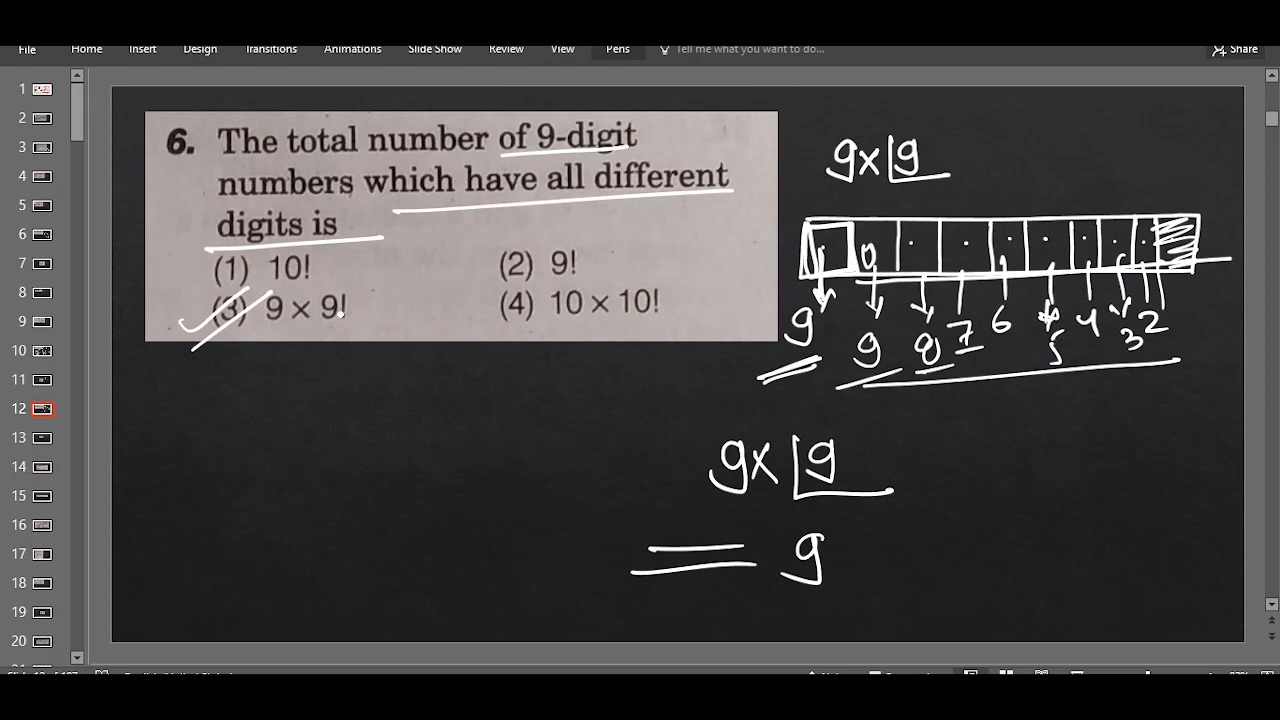 File Home Insert Design Transitions Animations Slide Show Review View Pens Tell me what you want to do... Share
1
2
3
4
5
6
7
8
9
10
11
12
13
14
15
16
17
18
19
20
6. The total number of 9-digit
numbers which have all different
digits is
(1) 10! (2) 9!
(3) 9 × 9! (4) 10 × 10!
9x|9
9 9 8 7 6 5 4 3 2
9x|9
9